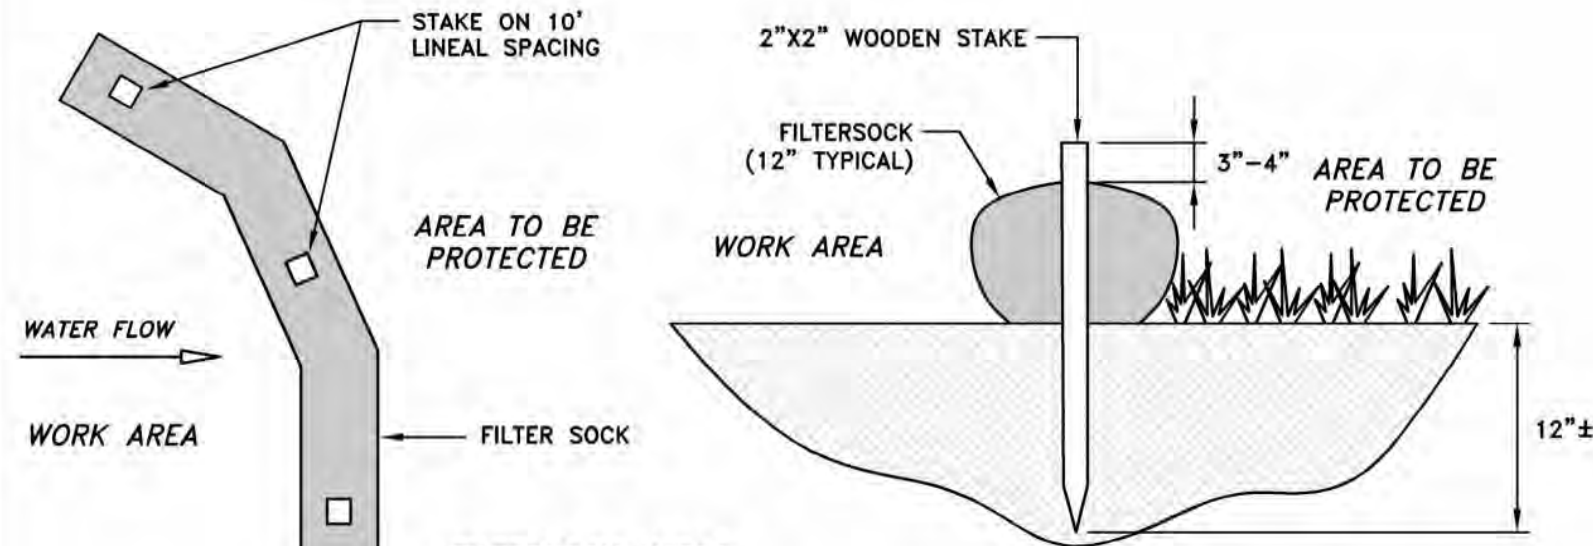 STAKE ON 10'
LINEAL SPACING
AREA TO BE
PROTECTED
WATER FLOW
WORK AREA
FILTER SOCK
2"X2" WOODEN STAKE
FILTERSOCK
(12" TYPICAL)
3"-4"
AREA TO BE
PROTECTED
WORK AREA
12"±